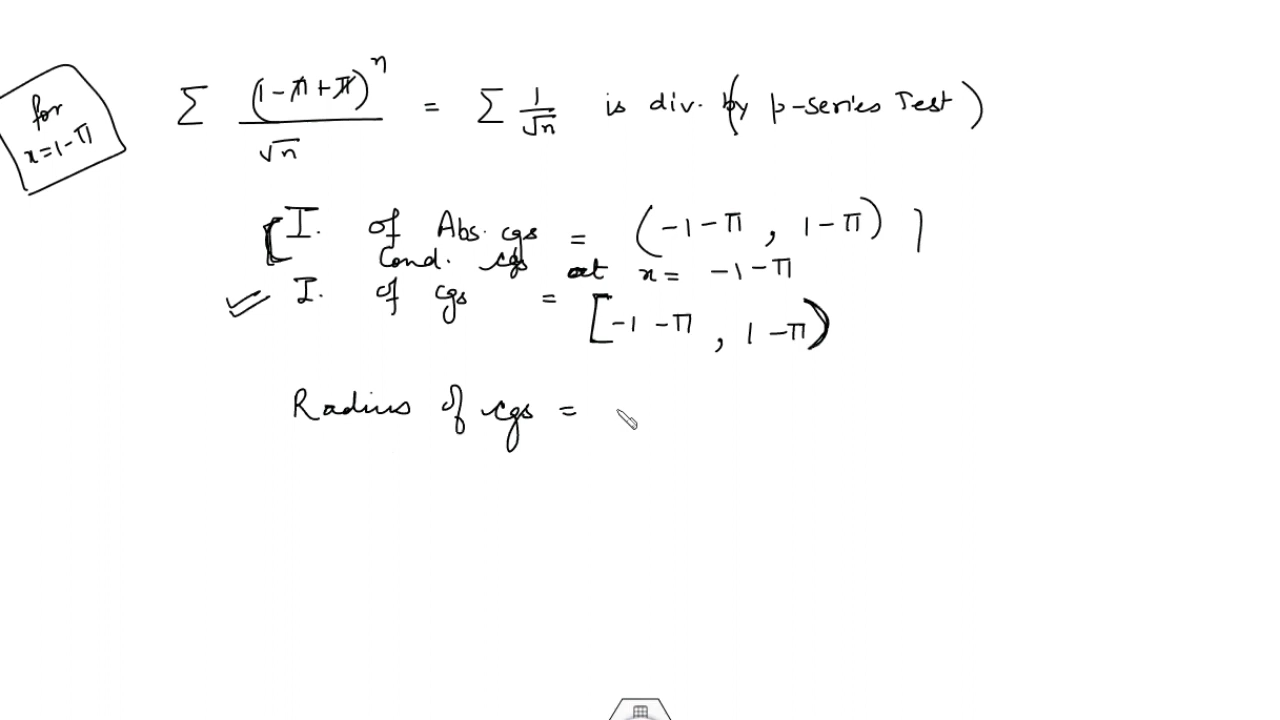 for
x=1-π
Σ (1-π+π)^n / √n = Σ 1/√n is div. (by p-series Test)
[I. of Abs. cgs = (-1-π, 1-π)]
Cond. cgs at x = -1-π
I. of cgs = [-1-π, 1-π)
Radius of cgs =